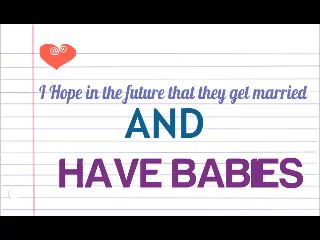 I Hope in the future that they get married
AND
HAVE BABIES